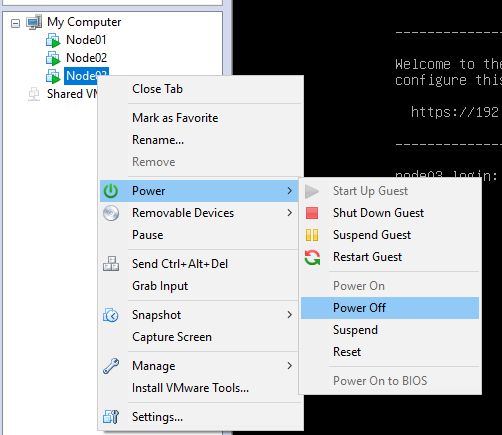 My Computer
Node01
Node02
Node03
Shared VM
Close Tab
Mark as Favorite
Rename...
Remove
Power
Removable Devices
Pause
Send Ctrl+Alt+Del
Grab Input
Snapshot
Capture Screen
Manage
Install VMware Tools...
Settings...
Start Up Guest
Shut Down Guest
Suspend Guest
Restart Guest
Power On
Power Off
Suspend
Reset
Power On to BIOS
---------------
Welcome to the
configure this
https://192
---------------
node03 login: